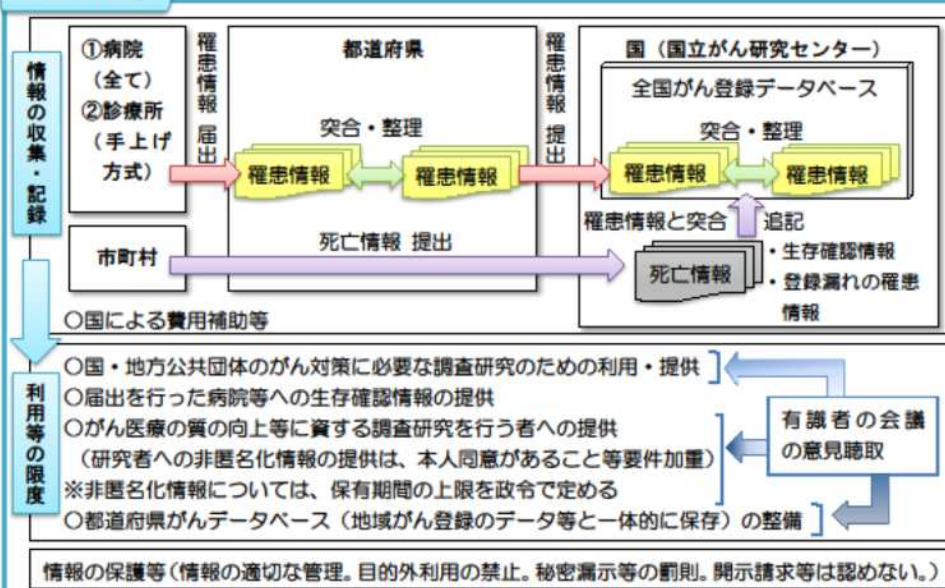 情報の収集・記録
①病院
(全て)
②診療所
(手上げ
方式)
罹患情報 届出
都道府県
突合・整理
罹患情報
罹患情報
罹患情報 提出
国(国立がん研究センター)
全国がん登録データベース
突合・整理
罹患情報
罹患情報
罹患情報と突合
追記
市町村
死亡情報 提出
死亡情報
・生存確認情報
・登録漏れの罹患
情報
○国による費用補助等
利用等の限度
○国・地方公共団体のがん対策に必要な調査研究のための利用・提供
○届出を行った病院等への生存確認情報の提供
○がん医療の質の向上等に資する調査研究を行う者への提供
(研究者への非匿名化情報の提供は、本人同意があること等要件加重)
※非匿名化情報については、保有期間の上限を政令で定める
○都道府県がんデータベース(地域がん登録のデータ等と一体的に保存)の整備
有識者の会議
の意見聴取
情報の保護等(情報の適切な管理。目的外利用の禁止。秘密漏示等の罰則。開示請求等は認めない。)